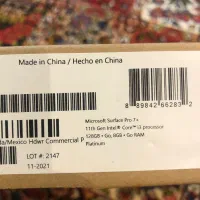 Made in China / Hecho en China
8 89842 66283 2
Microsoft Surface Pro 7+
11th Gen Intel® Core™ i3 processor
128GB • Go, 8GB • Go RAM
Platinum
/Mexico Hdwr Commercial P
LOT #: 2147
11-2021